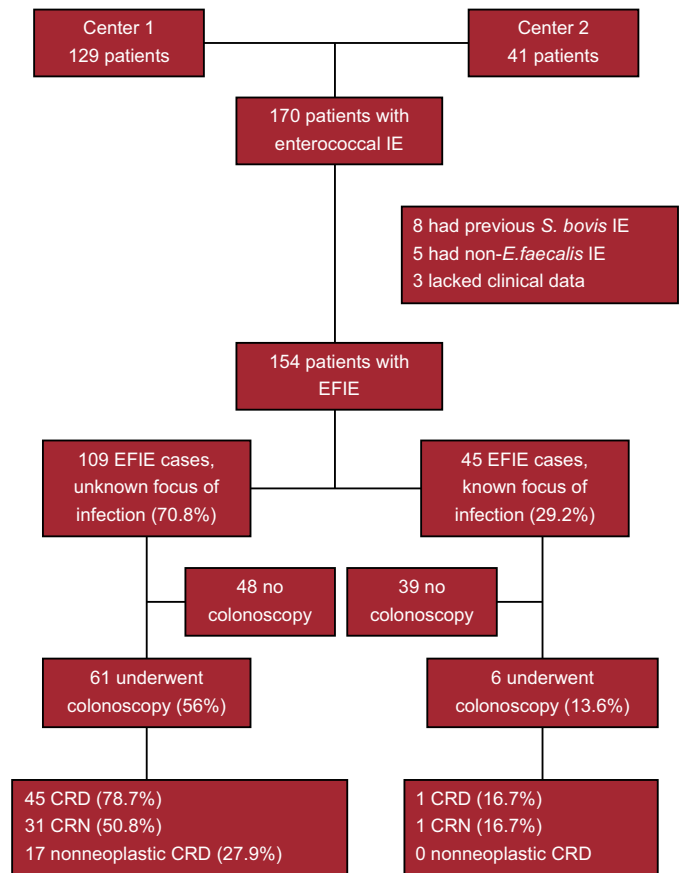 Center 1
129 patients
Center 2
41 patients
170 patients with
enterococcal IE
8 had previous S. bovis IE
5 had non-E.faecalis IE
3 lacked clinical data
154 patients with
EFIE
109 EFIE cases,
unknown focus of
infection (70.8%)
45 EFIE cases,
known focus of
infection (29.2%)
48 no
colonoscopy
39 no
colonoscopy
61 underwent
colonoscopy (56%)
6 underwent
colonoscopy (13.6%)
45 CRD (78.7%)
31 CRN (50.8%)
17 nonneoplastic CRD (27.9%)
1 CRD (16.7%)
1 CRN (16.7%)
0 nonneoplastic CRD